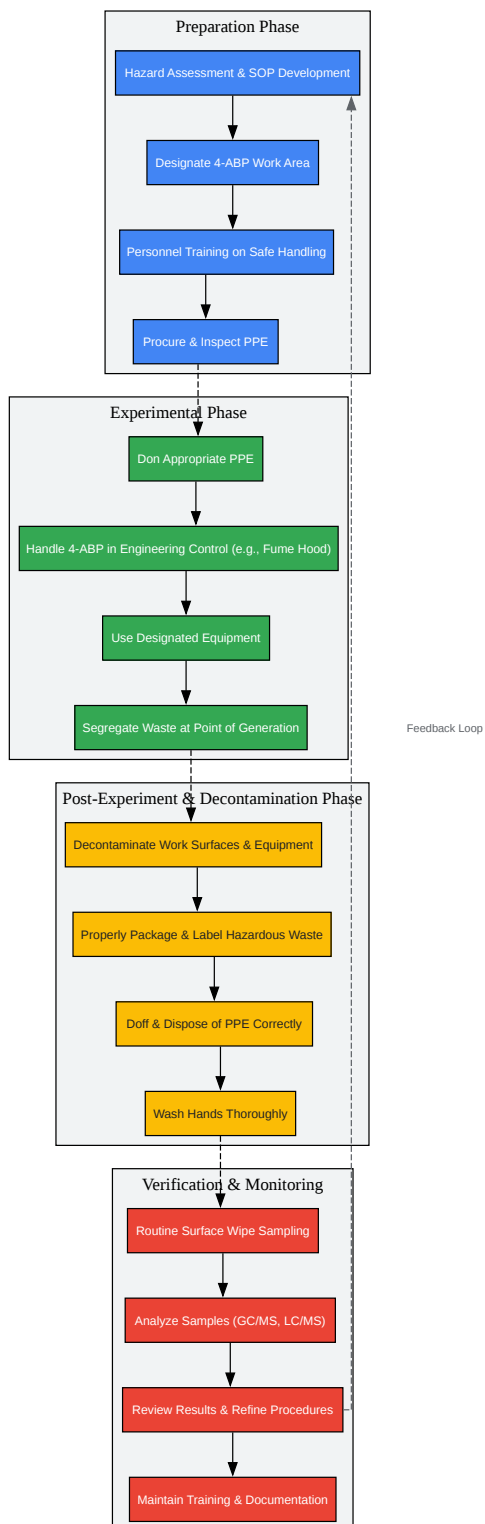 Preparation Phase
Hazard Assessment & SOP Development
Designate 4-ABP Work Area
Personnel Training on Safe Handling
Procure & Inspect PPE
Experimental Phase
Don Appropriate PPE
Handle 4-ABP in Engineering Control (e.g., Fume Hood)
Use Designated Equipment
Segregate Waste at Point of Generation
Feedback Loop
Post-Experiment & Decontamination Phase
Decontaminate Work Surfaces & Equipment
Properly Package & Label Hazardous Waste
Doff & Dispose of PPE Correctly
Wash Hands Thoroughly
Verification & Monitoring
Routine Surface Wipe Sampling
Analyze Samples (GC/MS, LC/MS)
Review Results & Refine Procedures
Maintain Training & Documentation